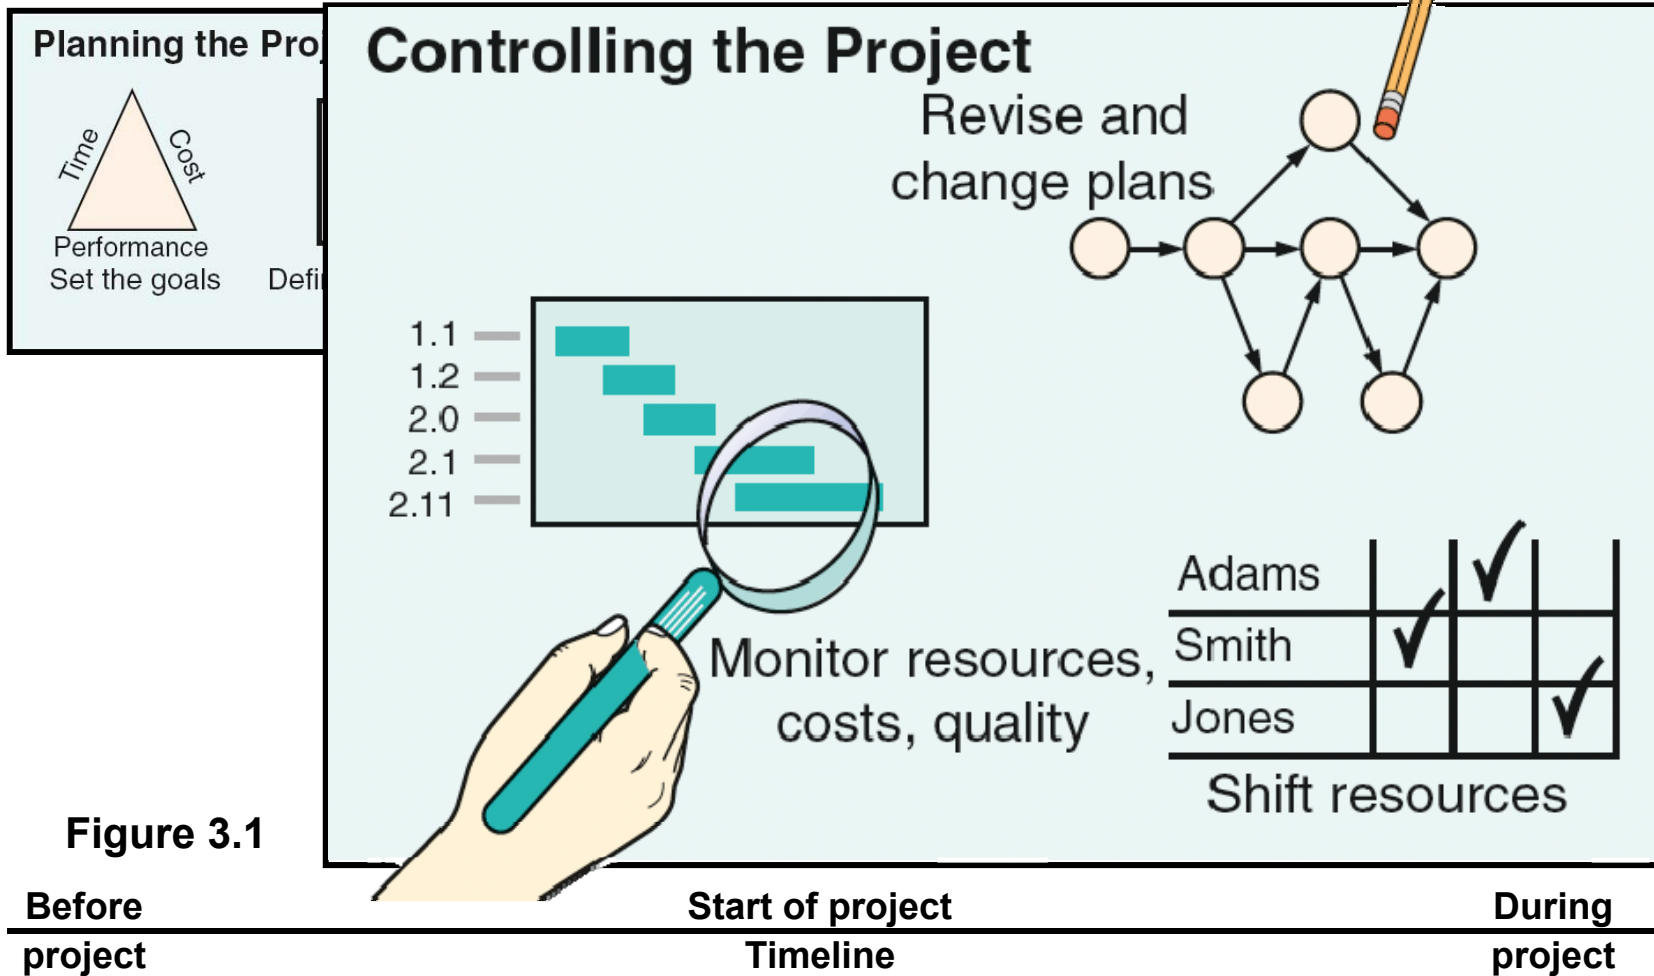 Planning the Proj
Time
Cost
Performance
Set the goals
Defi
Controlling the Project
Revise and
change plans
1.1
1.2
2.0
2.1
2.11
Monitor resources,
costs, quality
Adams
Smith
Jones
Shift resources
Figure 3.1
Before
project
Start of project
Timeline
During
project